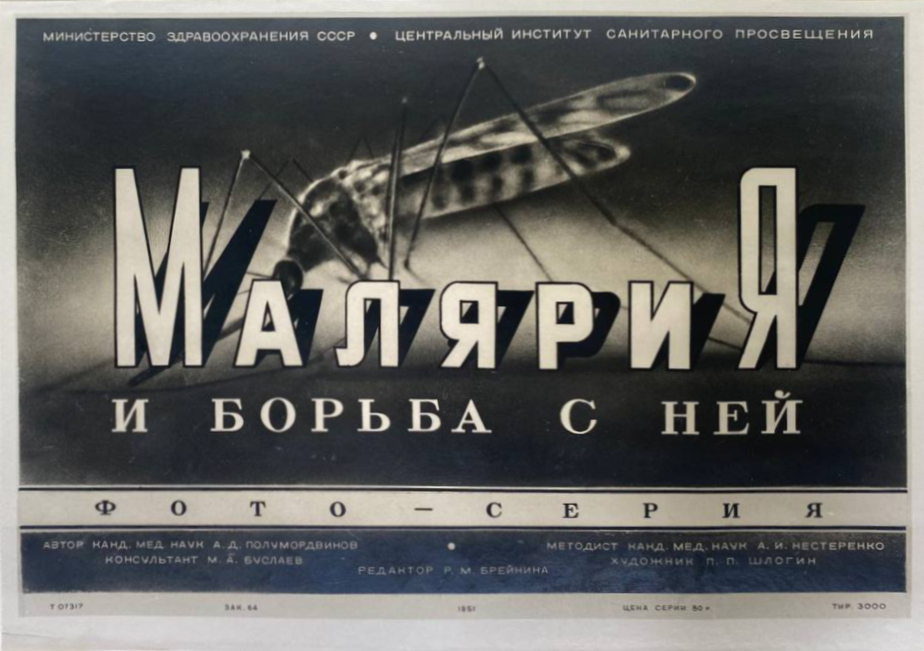 МИНИСТЕРСТВО ЗДРАВООХРАНЕНИЯ СССР • ЦЕНТРАЛЬНЫЙ ИНСТИТУТ САНИТАРНОГО ПРОСВЕЩЕНИЯ
МАЛЯРИЯ
И БОРЬБА С НЕЙ
ФОТО — СЕРИЯ
АВТОР КАНД. МЕД. НАУК А. Д. ПОЛУМОРДВИНОВ • МЕТОДИСТ КАНД. МЕД. НАУК А. И. НЕСТЕРЕНКО
КОНСУЛЬТАНТ М. А. БУСЛАЕВ ХУДОЖНИК П. П. ШЛОГИН
РЕДАКТОР Р. М. БРЕЙНИНА
Т 07317 ЗАК. 64 1951 ЦЕНА СЕРИИ 50 р ТИР. 3000